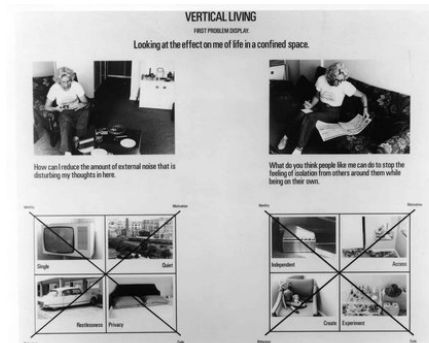 VERTICAL LIVING
FIRST PROBLEM DISPLAY.
Looking at the effect on me of life in a confined space.
How can I reduce the amount of external noise that is
disturbing my thoughts in here.
What do you think people like me can do to stop the
feeling of isolation from others around them while
being on their own.
Single
Quiet
Restlessness
Privacy
Independent
Access
Create
Experiment